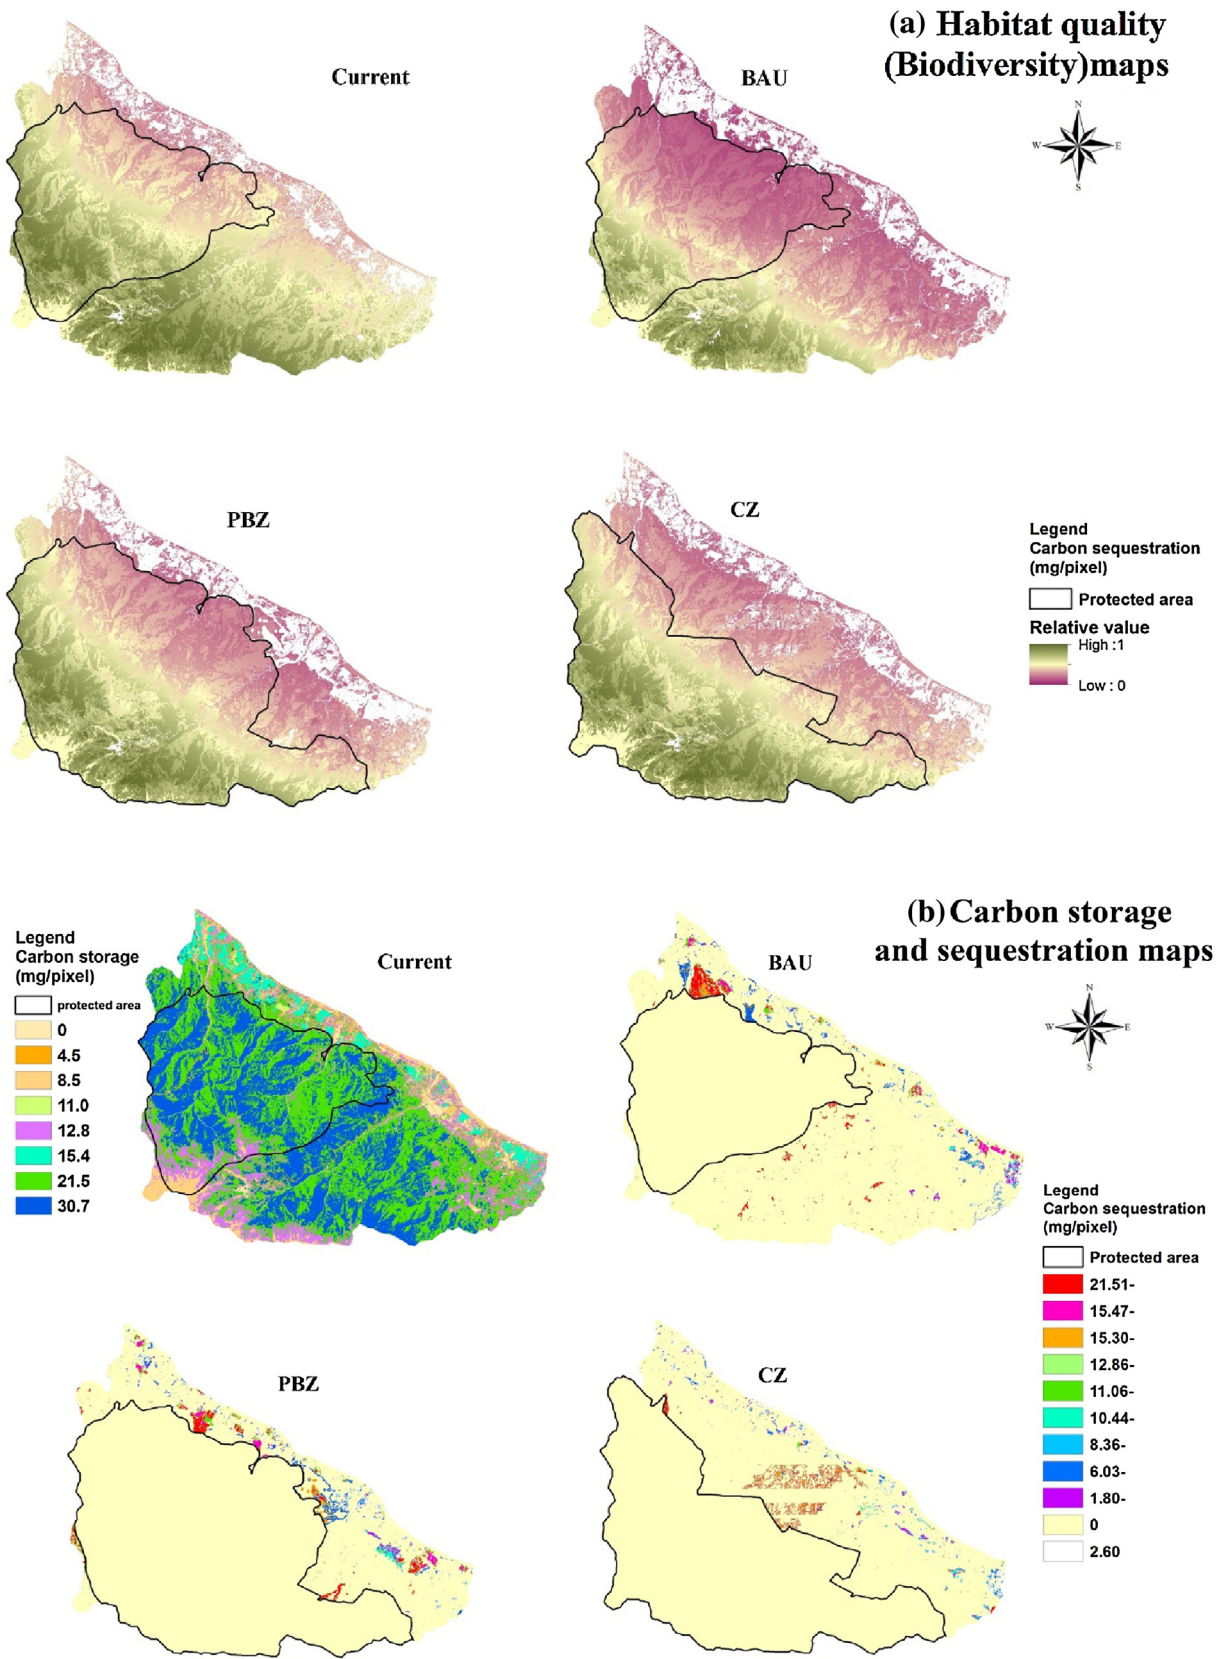 (a) Habitat quality
(Biodiversity)maps
Current
BAU
N
W E
S
PBZ
CZ
Legend
Carbon sequestration
(mg/pixel)
Protected area
Relative value
High :1
Low : 0
(b) Carbon storage
and sequestration maps
Legend
Carbon storage
(mg/pixel)
protected area
0
4.5
8.5
11.0
12.8
15.4
21.5
30.7
Current
BAU
N
W E
S
PBZ
CZ
Legend
Carbon sequestration
(mg/pixel)
Protected area
21.51-
15.47-
15.30-
12.86-
11.06-
10.44-
8.36-
6.03-
1.80-
0
2.60